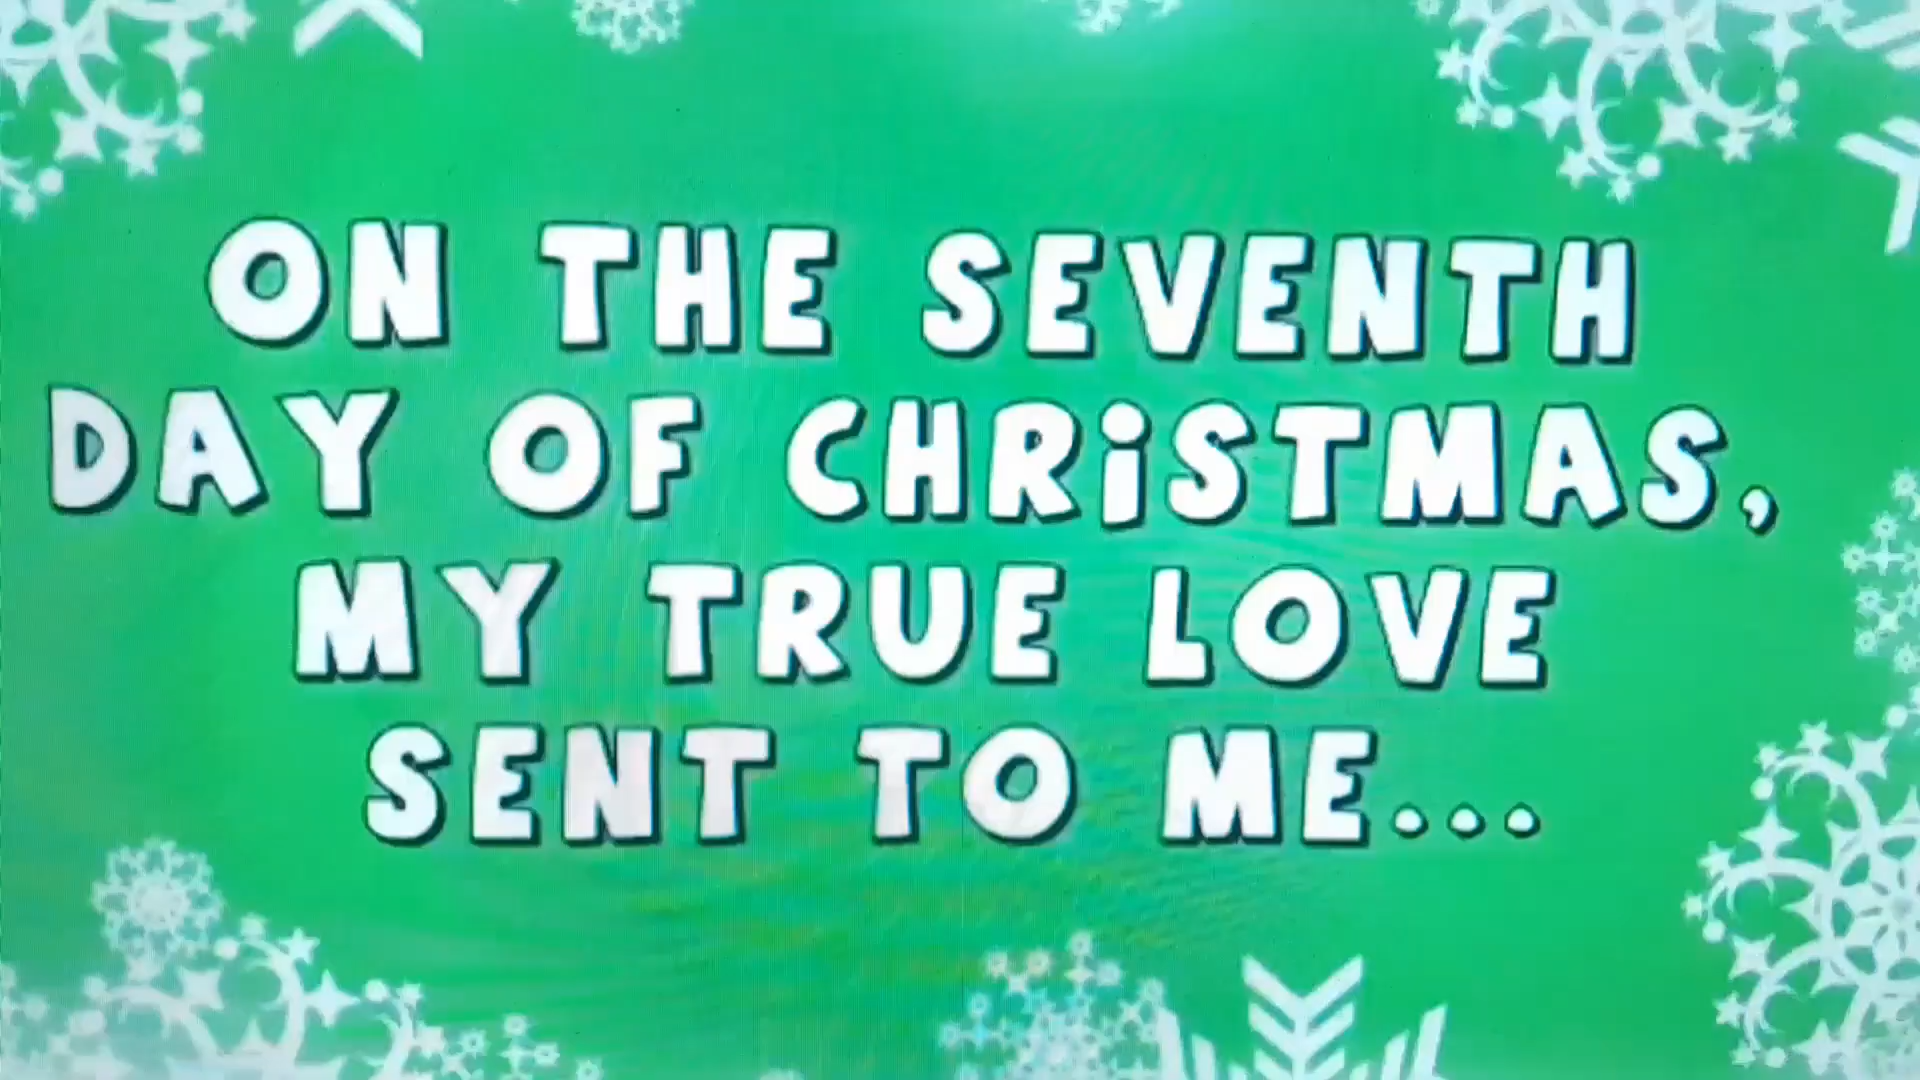 ON THE SEVENTH
DAY OF CHRiSTMAS,
MY TRUE LOVE
SENT TO ME...